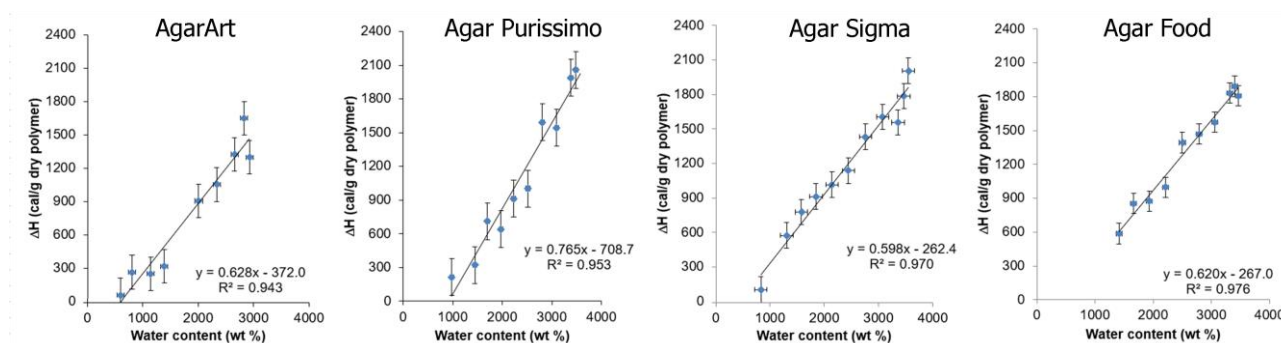 AgarArt
ΔH (cal/g dry polymer)
2400
2100
1800
1500
1200
900
600
300
0
y = 0.628x - 372.0
R² = 0.943
0 1000 2000 3000 4000
Water content (wt %)
Agar Purissimo
ΔH (cal/g dry polymer)
2400
2100
1800
1500
1200
900
600
300
0
y = 0.765x - 708.7
R² = 0.953
0 1000 2000 3000 4000
Water content (wt %)
Agar Sigma
ΔH (cal/g dry polymer)
2400
2100
1800
1500
1200
900
600
300
0
y = 0.598x - 262.4
R² = 0.970
0 1000 2000 3000 4000
Water content (wt %)
Agar Food
ΔH (cal/g dry polymer)
2400
2100
1800
1500
1200
900
600
300
0
y = 0.620x - 267.0
R² = 0.976
0 1000 2000 3000 4000
Water content (wt %)